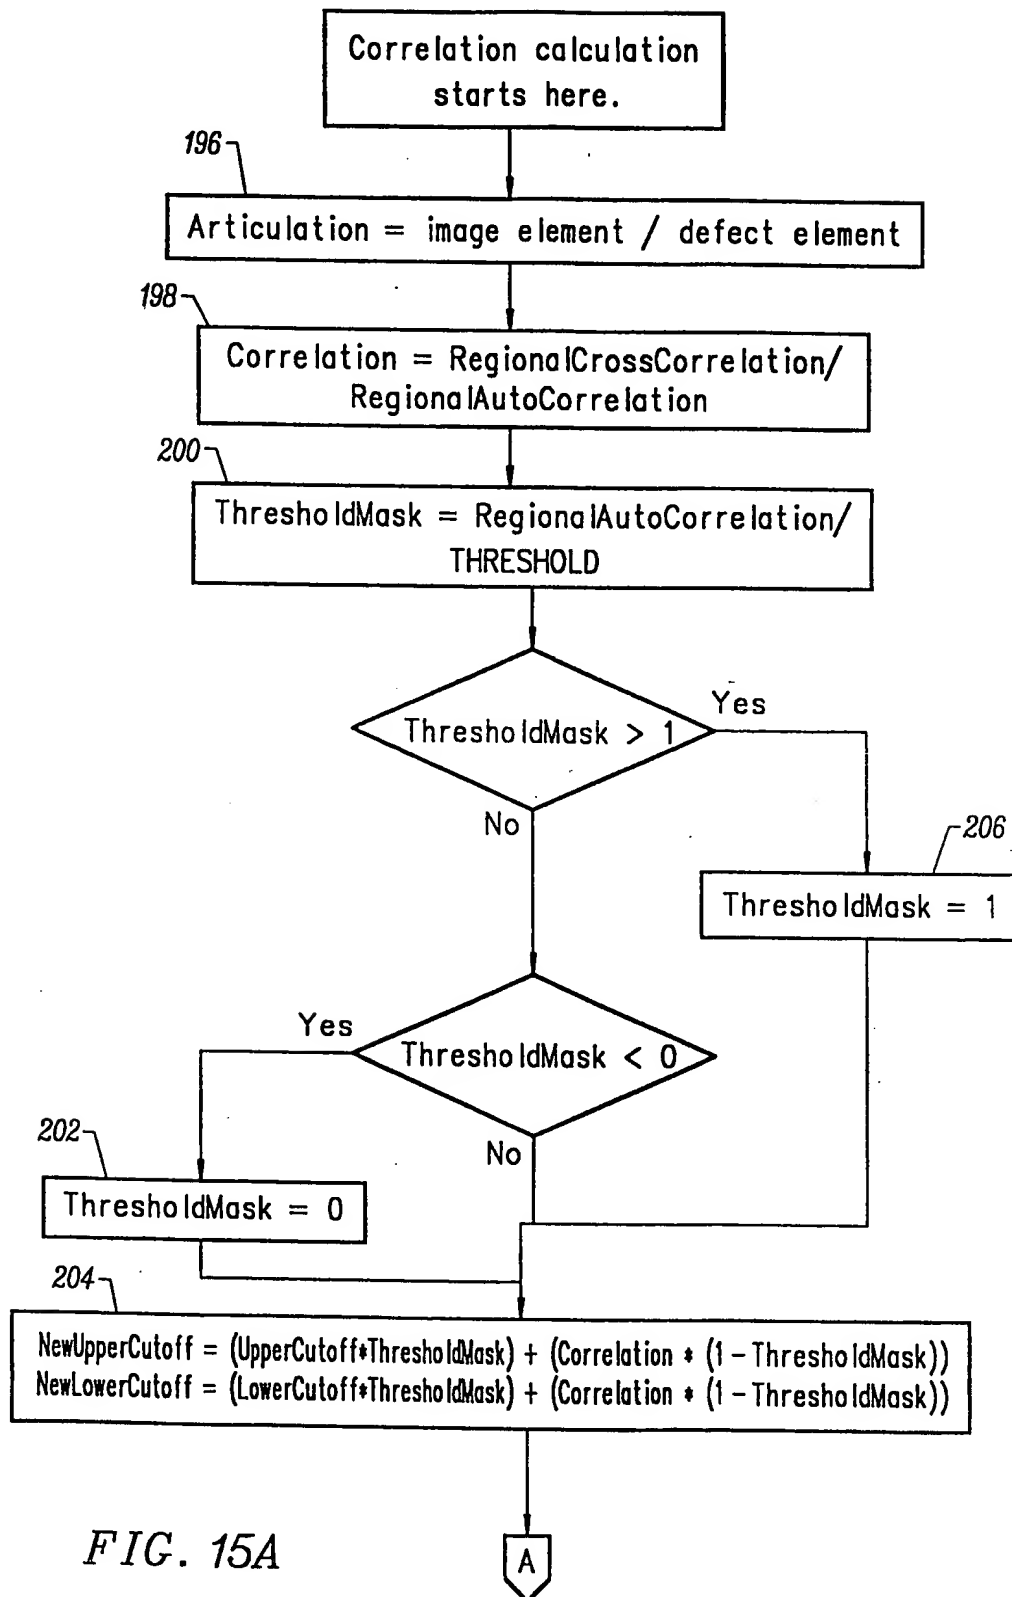 Correlation calculation
starts here.
196
Articulation = image element / defect element
198
Correlation = RegionalCrossCorrelation/
RegionalAutoCorrelation
200
ThresholdMask = RegionalAutoCorrelation/
THRESHOLD
ThresholdMask > 1
Yes
No
206
ThresholdMask = 1
Yes
ThresholdMask < 0
No
202
ThresholdMask = 0
204
NewUpperCutoff = (UpperCutoff*ThresholdMask) + (Correlation * (1 - ThresholdMask))
NewLowerCutoff = (LowerCutoff*ThresholdMask) + (Correlation * (1 - ThresholdMask))
FIG. 15A
A